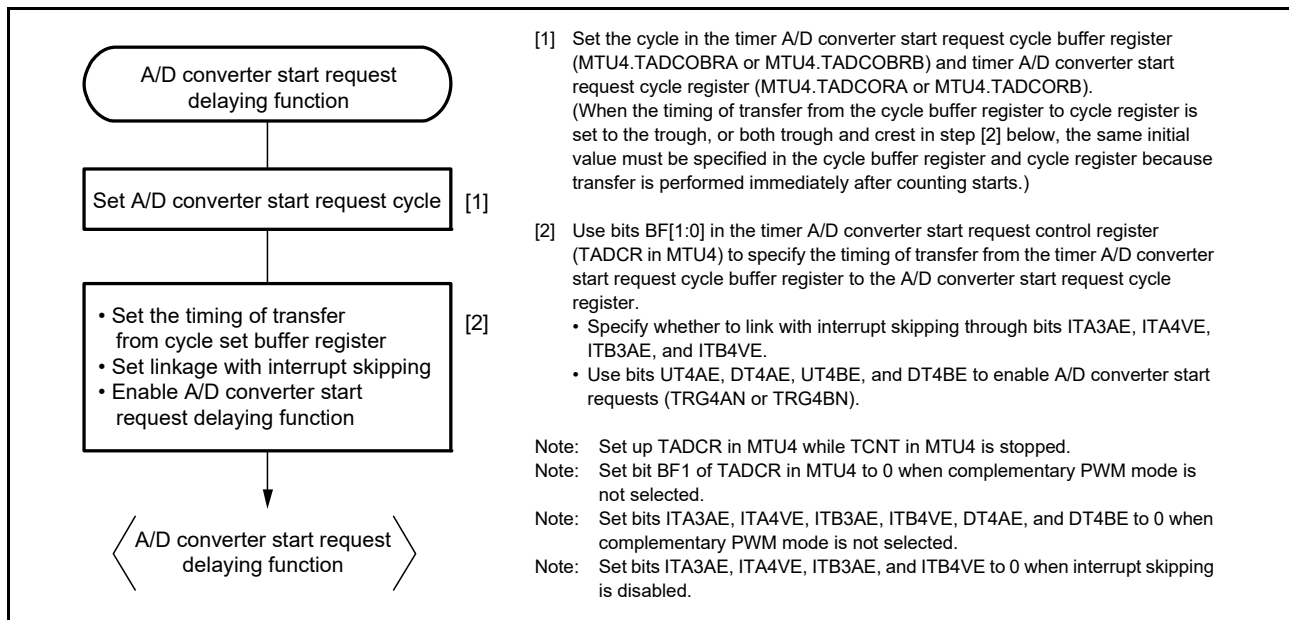 A/D converter start request
delaying function
Set A/D converter start request cycle
[1]
• Set the timing of transfer
from cycle set buffer register
• Set linkage with interrupt skipping
• Enable A/D converter start
request delaying function
[2]
A/D converter start request
delaying function
[1] Set the cycle in the timer A/D converter start request cycle buffer register
(MTU4.TADCOBRA or MTU4.TADCOBRB) and timer A/D converter start
request cycle register (MTU4.TADCORA or MTU4.TADCORB).
(When the timing of transfer from the cycle buffer register to cycle register is
set to the trough, or both trough and crest in step [2] below, the same initial
value must be specified in the cycle buffer register and cycle register because
transfer is performed immediately after counting starts.)
[2] Use bits BF[1:0] in the timer A/D converter start request control register
(TADCR in MTU4) to specify the timing of transfer from the timer A/D converter
start request cycle buffer register to the A/D converter start request cycle
register.
• Specify whether to link with interrupt skipping through bits ITA3AE, ITA4VE,
ITB3AE, and ITB4VE.
• Use bits UT4AE, DT4AE, UT4BE, and DT4BE to enable A/D converter start
requests (TRG4AN or TRG4BN).
Note: Set up TADCR in MTU4 while TCNT in MTU4 is stopped.
Note: Set bit BF1 of TADCR in MTU4 to 0 when complementary PWM mode is
not selected.
Note: Set bits ITA3AE, ITA4VE, ITB3AE, ITB4VE, DT4AE, and DT4BE to 0 when
complementary PWM mode is not selected.
Note: Set bits ITA3AE, ITA4VE, ITB3AE, and ITB4VE to 0 when interrupt skipping
is disabled.